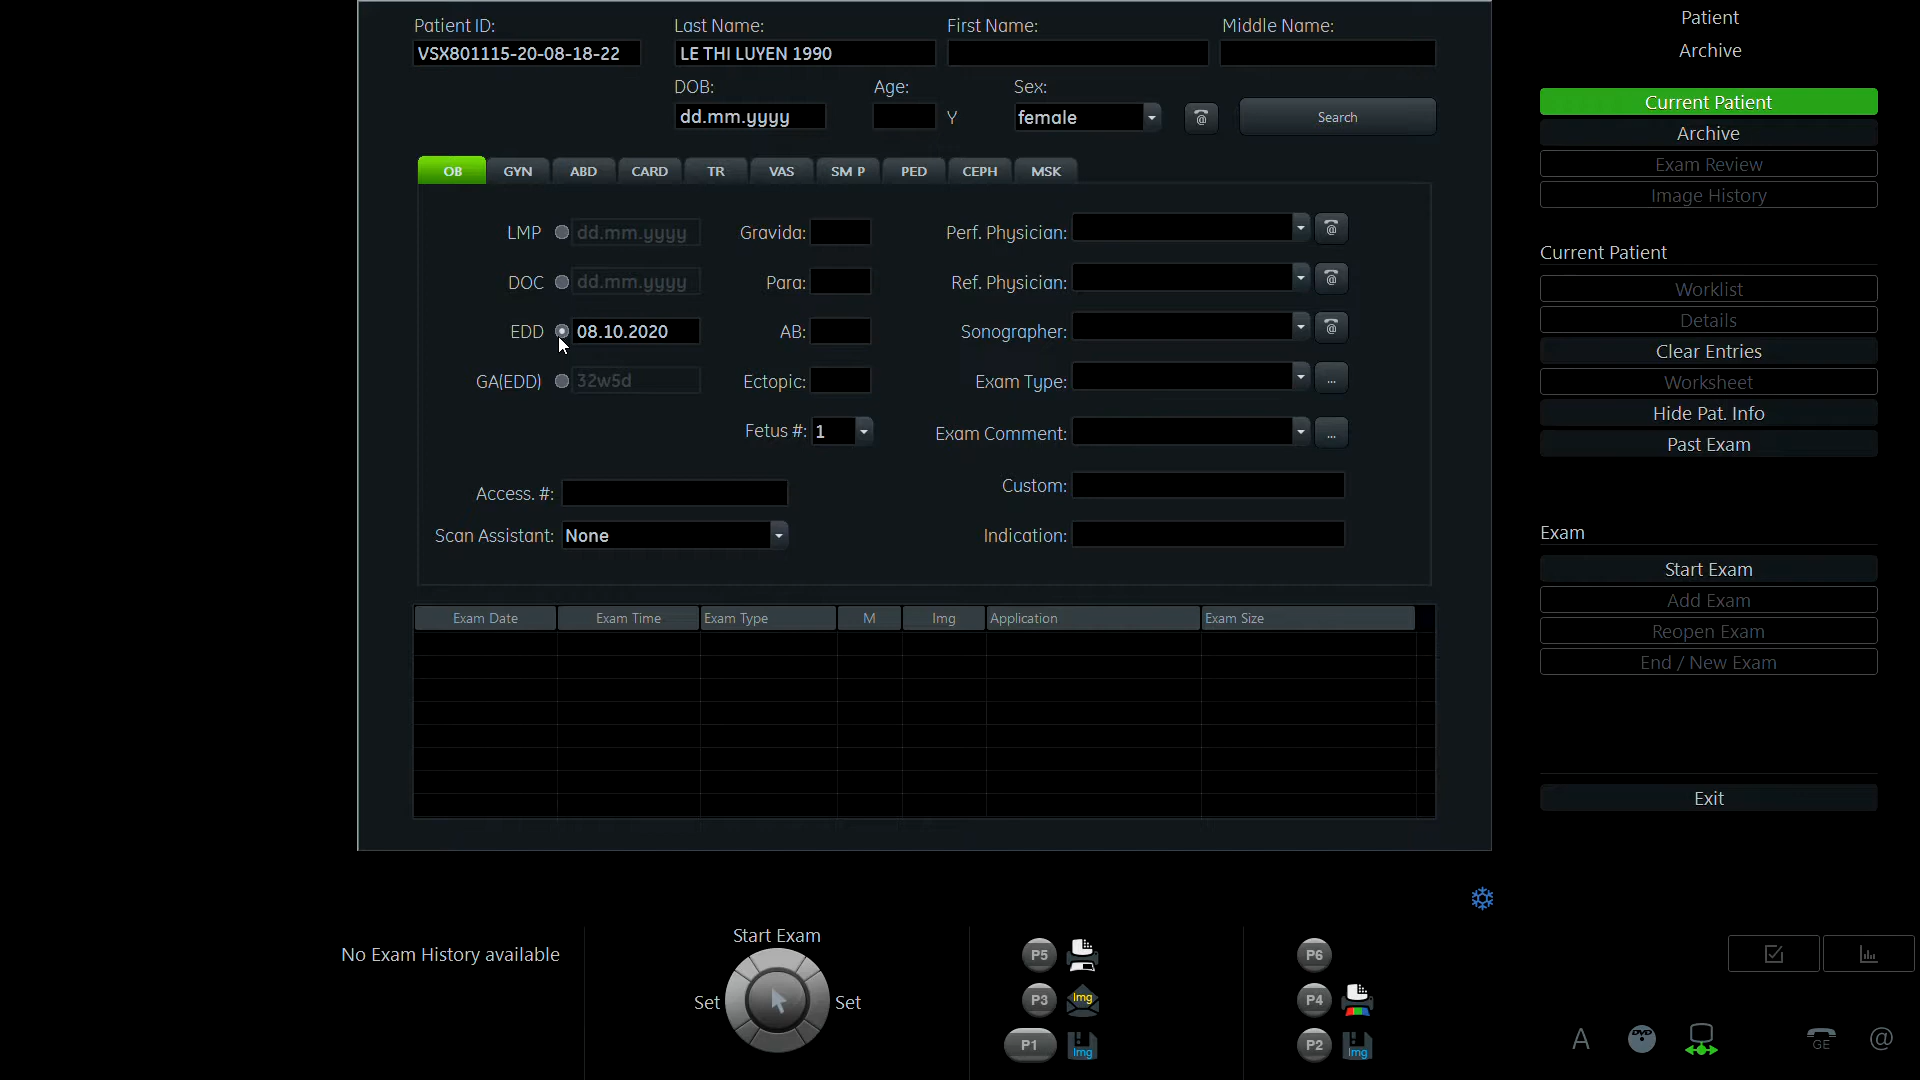 Patient ID: Last Name: First Name: Middle Name:
VSX801115-20-08-18-22 LE THI LUYEN 1990
DOB: Age: Sex:
dd.mm.yyyy Y female @ Search
OB GYN ABD CARD TR VAS SM P PED CEPH MSK
LMP dd.mm.yyyy Gravida: Perf. Physician: @
DOC dd.mm.yyyy Para: Ref. Physician: @
EDD 08.10.2020 AB: Sonographer: @
GA(EDD) 32w5d Ectopic: Exam Type: ...
Fetus #: 1 Exam Comment: ...
Access. #: Custom:
Scan Assistant: None Indication:
Exam Date Exam Time Exam Type M Img Application Exam Size
Patient
Archive
Current Patient
Archive
Exam Review
Image History
Current Patient
Worklist
Details
Clear Entries
Worksheet
Hide Pat. Info
Past Exam
Exam
Start Exam
Add Exam
Reopen Exam
End / New Exam
Exit
No Exam History available
Start Exam
Set Set
P5
P3 Img
P1 Img
P6
P4
P2 Img
A DVD GE @